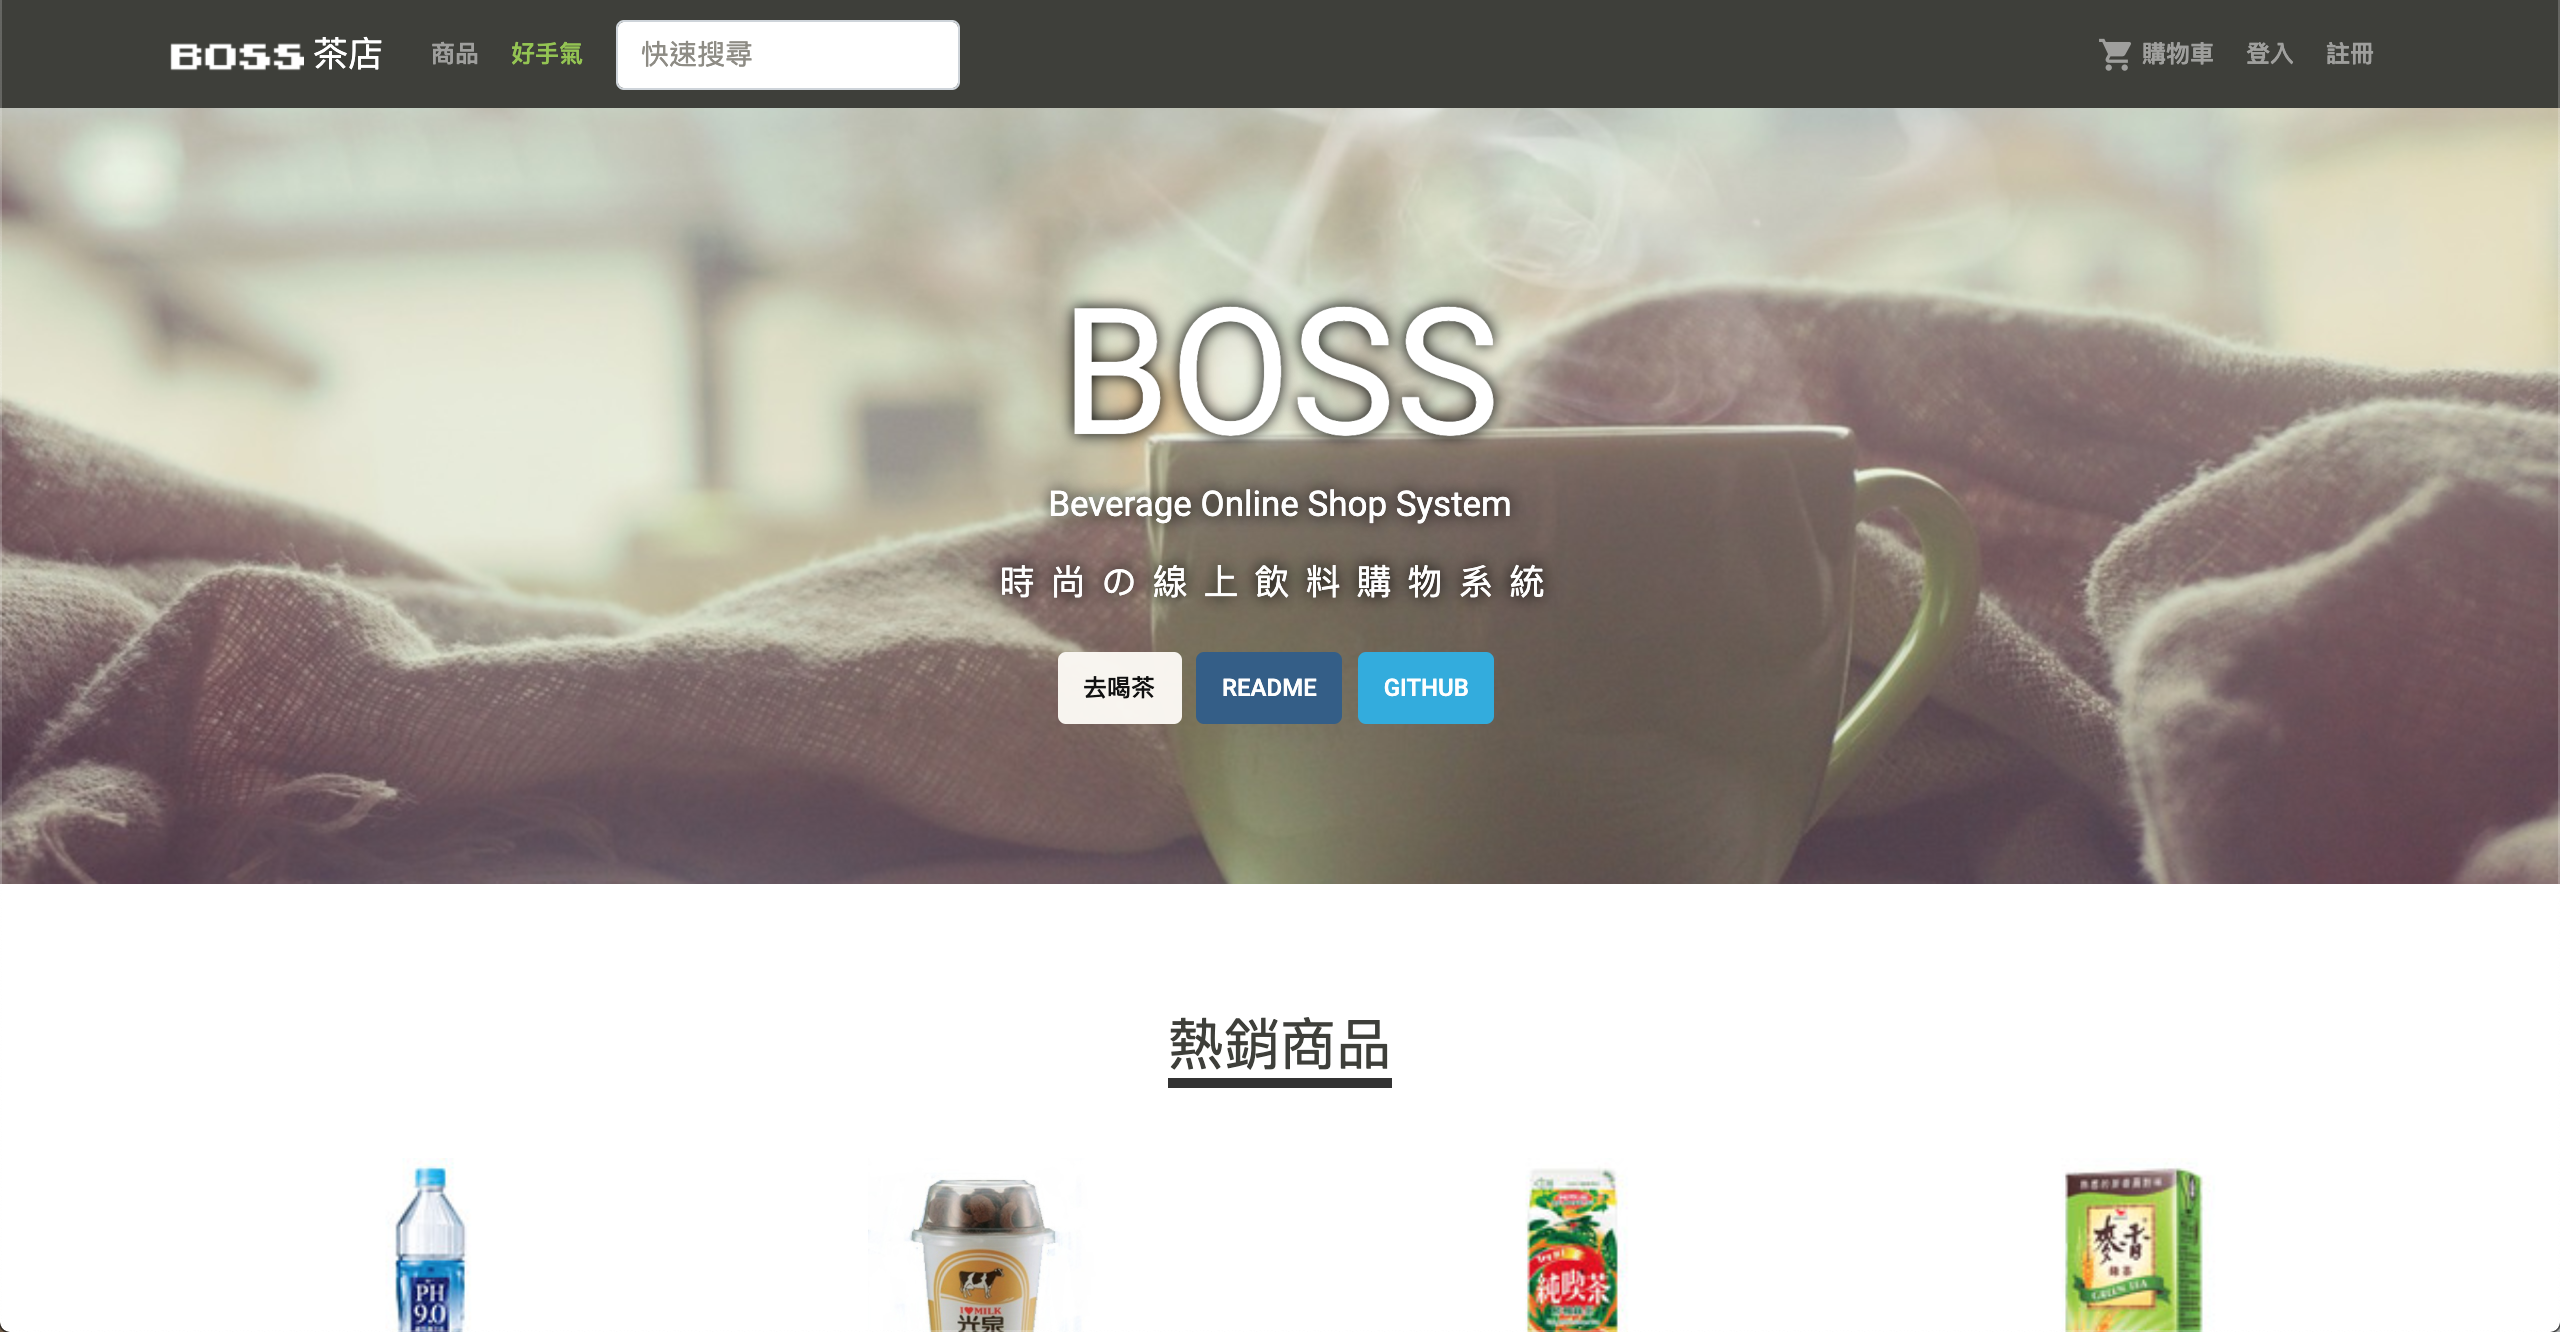 BOSS 茶店 商品 好手氣 快速搜尋 購物車 登入 註冊
BOSS
Beverage Online Shop System
時尚の線上飲料購物系統
去喝茶 README GITHUB
熱銷商品
PH
9.0
I♥MILK
光泉
純喫茶
麥香
綠茶
GREEN TEA